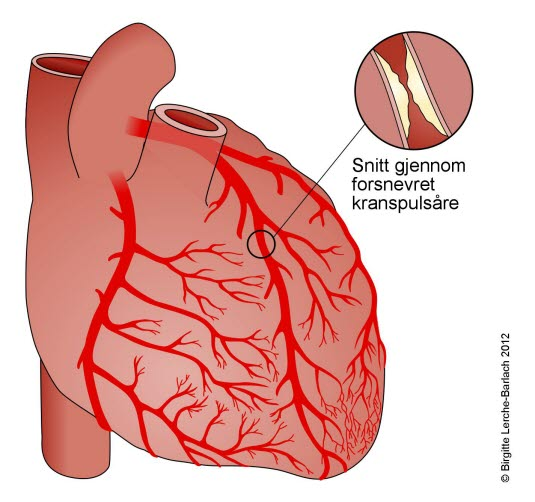 Snitt gjennom
forsnevret
kranspulsåre
© Birgitte Lerche-Barlach 2012